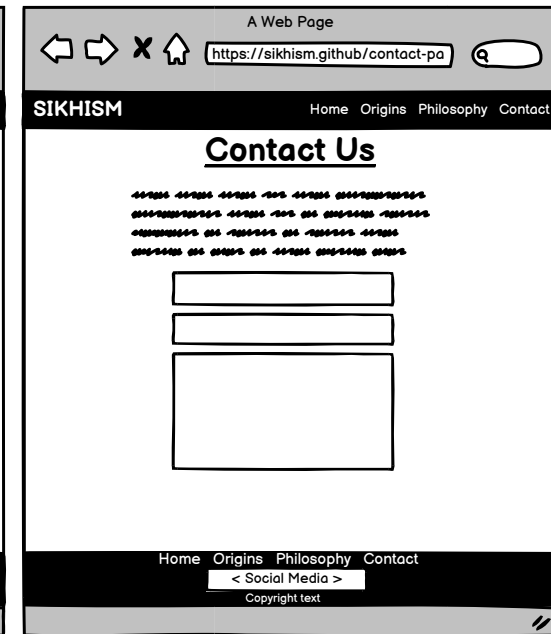 A Web Page
https://sikhism.github/contact-pa
SIKHISM Home Origins Philosophy Contact
Contact Us
Home Origins Philosophy Contact
< Social Media >
Copyright text